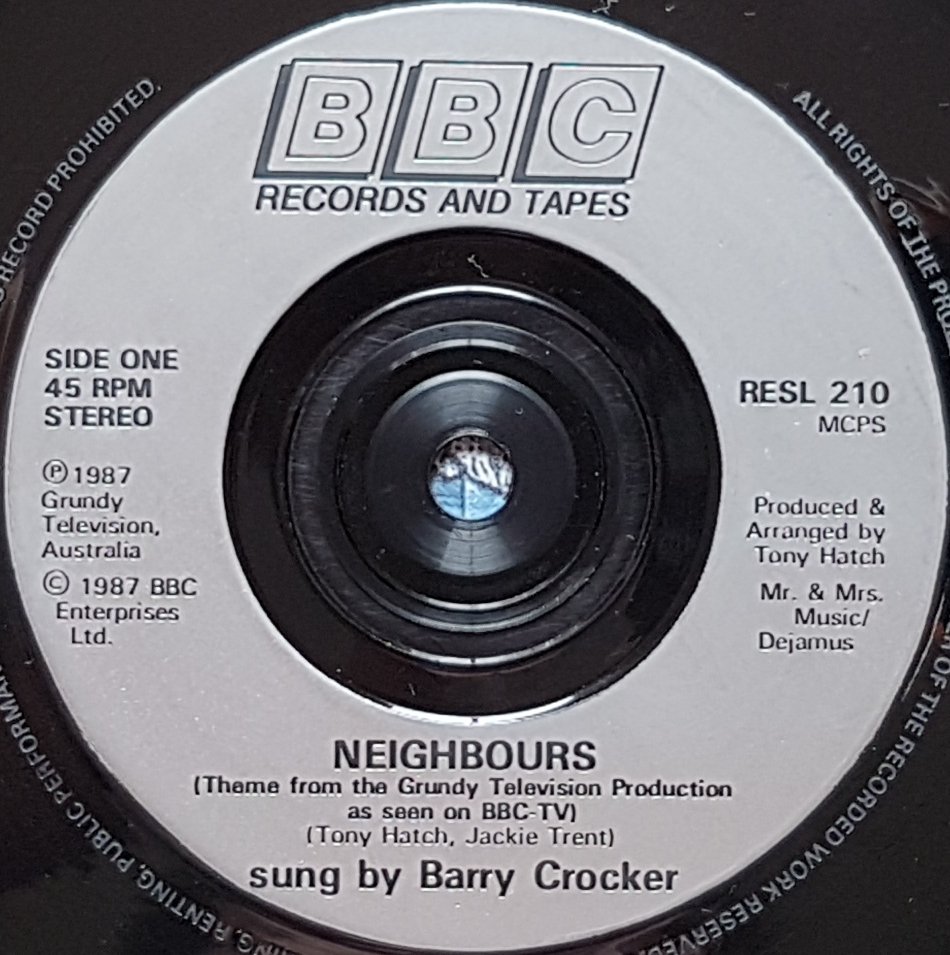 BBC
RECORDS AND TAPES
SIDE ONE
45 RPM
STEREO
℗ 1987
Grundy
Television,
Australia
© 1987 BBC
Enterprises
Ltd.
RESL 210
MCPS
Produced &
Arranged by
Tony Hatch
Mr. & Mrs.
Music/
Dejamus
NEIGHBOURS
(Theme from the Grundy Television Production
as seen on BBC-TV)
(Tony Hatch, Jackie Trent)
sung by Barry Crocker
ALL RIGHTS OF THE
OF THE RECORDED WORK RESERVED.
RENTING, PUBLIC
RECORD PROHIBITED.